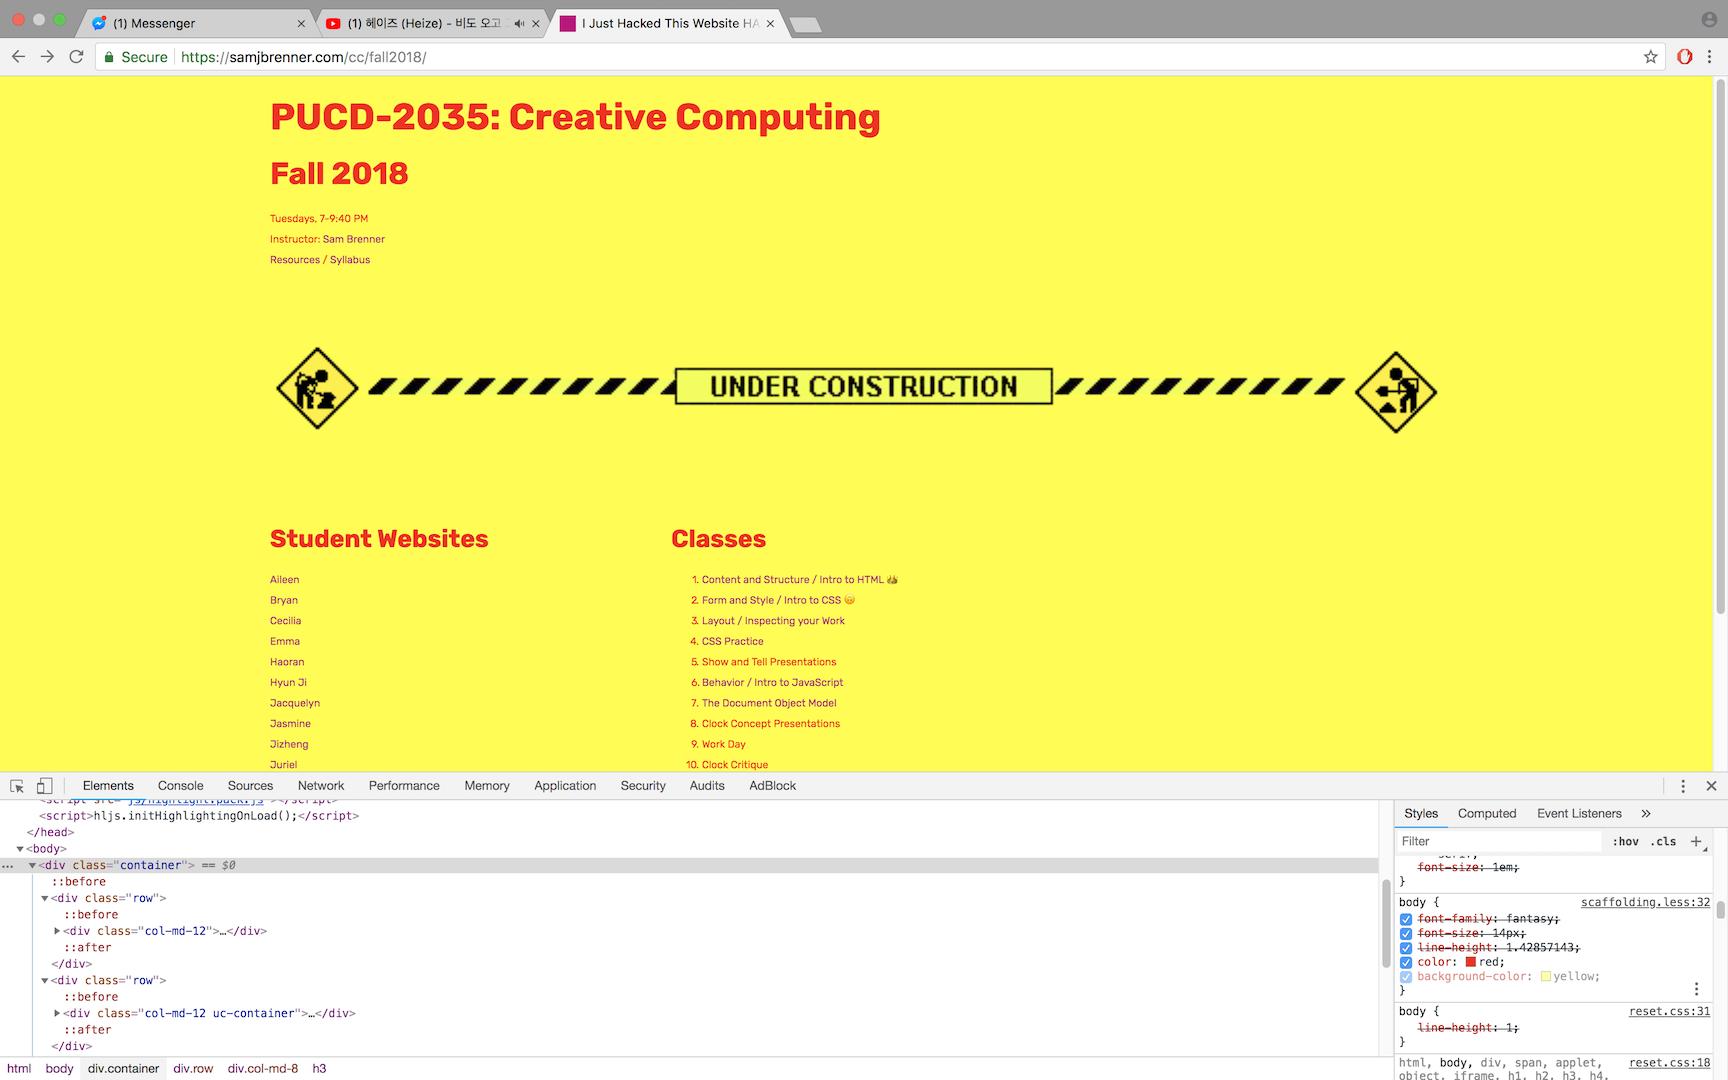 (1) Messenger
(1) 헤이즈 (Heize) - 비도 오고
I Just Hacked This Website HA
Secure https://samjbrenner.com/cc/fall2018/
PUCD-2035: Creative Computing
Fall 2018
Tuesdays, 7-9:40 PM
Instructor: Sam Brenner
Resources / Syllabus
UNDER CONSTRUCTION
Student Websites
Aileen
Bryan
Cecilia
Emma
Haoran
Hyun Ji
Jacquelyn
Jasmine
Jizheng
Juriel
Classes
1. Content and Structure / Intro to HTML
2. Form and Style / Intro to CSS
3. Layout / Inspecting your Work
4. CSS Practice
5. Show and Tell Presentations
6. Behavior / Intro to JavaScript
7. The Document Object Model
8. Clock Concept Presentations
9. Work Day
10. Clock Critique
Elements Console Sources Network Performance Memory Application Security Audits AdBlock
<script src="js/highlight.pack.js"></script>
<script>hljs.initHighlightingOnLoad();</script>
</head>
<body>
... <div class="container"> == $0
::before
<div class="row">
::before
<div class="col-md-12">…</div>
::after
</div>
<div class="row">
::before
<div class="col-md-12 uc-container">…</div>
::after
</div>
html body div.container div.row div.col-md-8 h3
Styles Computed Event Listeners »
Filter :hov .cls +
serif;
font-size: 1em;
}
body { scaffolding.less:32
font-family: fantasy;
font-size: 14px;
line-height: 1.42857143;
color: red;
background-color: yellow;
}
body { reset.css:31
line-height: 1;
}
html, body, div, span, applet, reset.css:18
object, iframe, h1, h2, h3, h4,